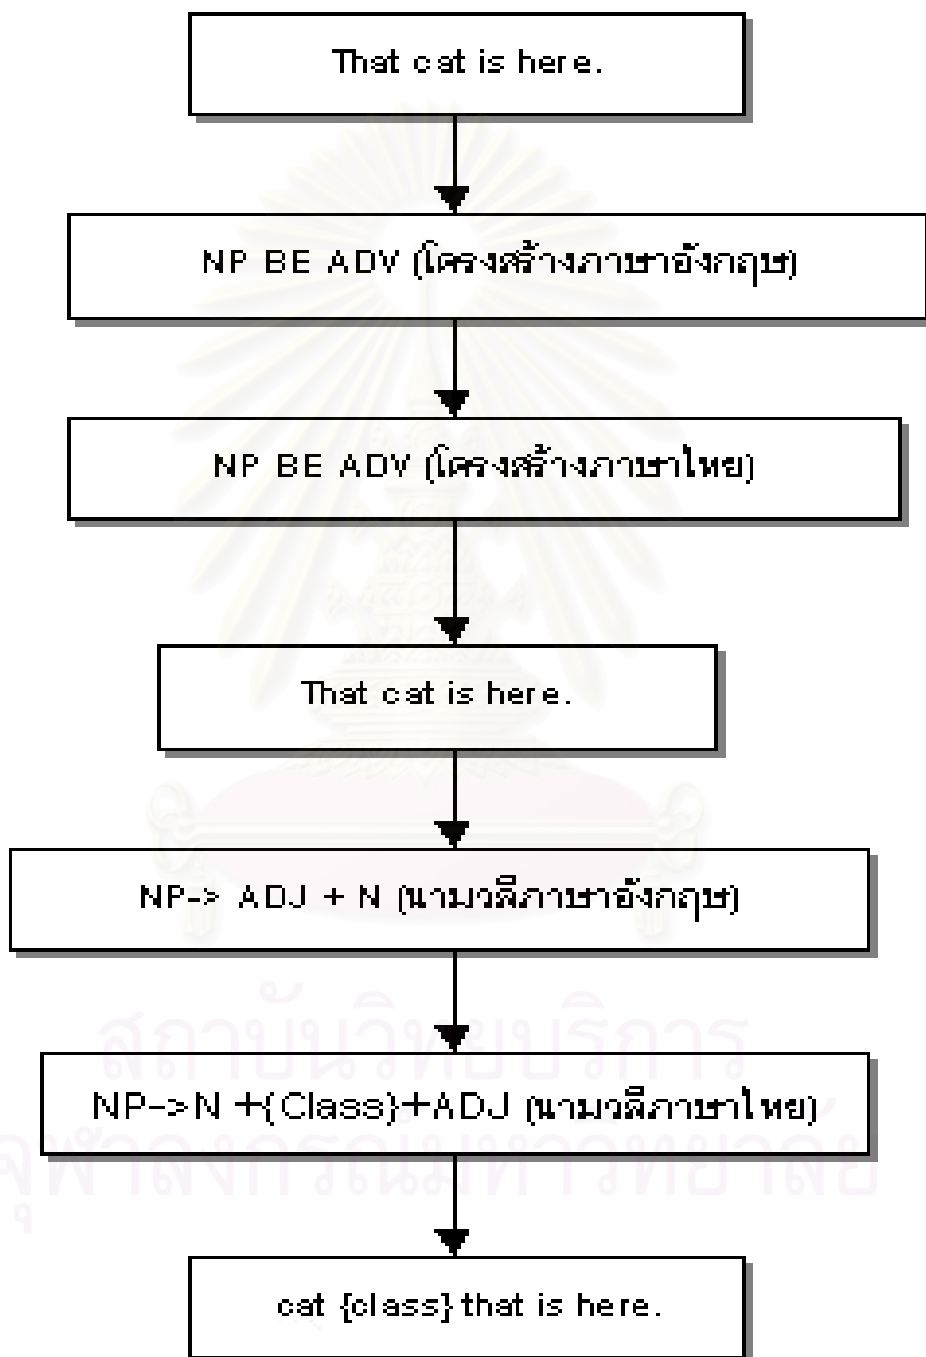 That cat is here.
NP BE ADV (โครงสร้างภาษาอังกฤษ)
NP BE ADV (โครงสร้างภาษาไทย)
That cat is here.
NP-> ADJ + N (นามวลีภาษาอังกฤษ)
สถาบันวิทยบริการ
NP->N +{Class}+ADJ (นามวลีภาษาไทย)
จุฬาลงกรณ์มหาวิทยาลัย
cat {class} that is here.